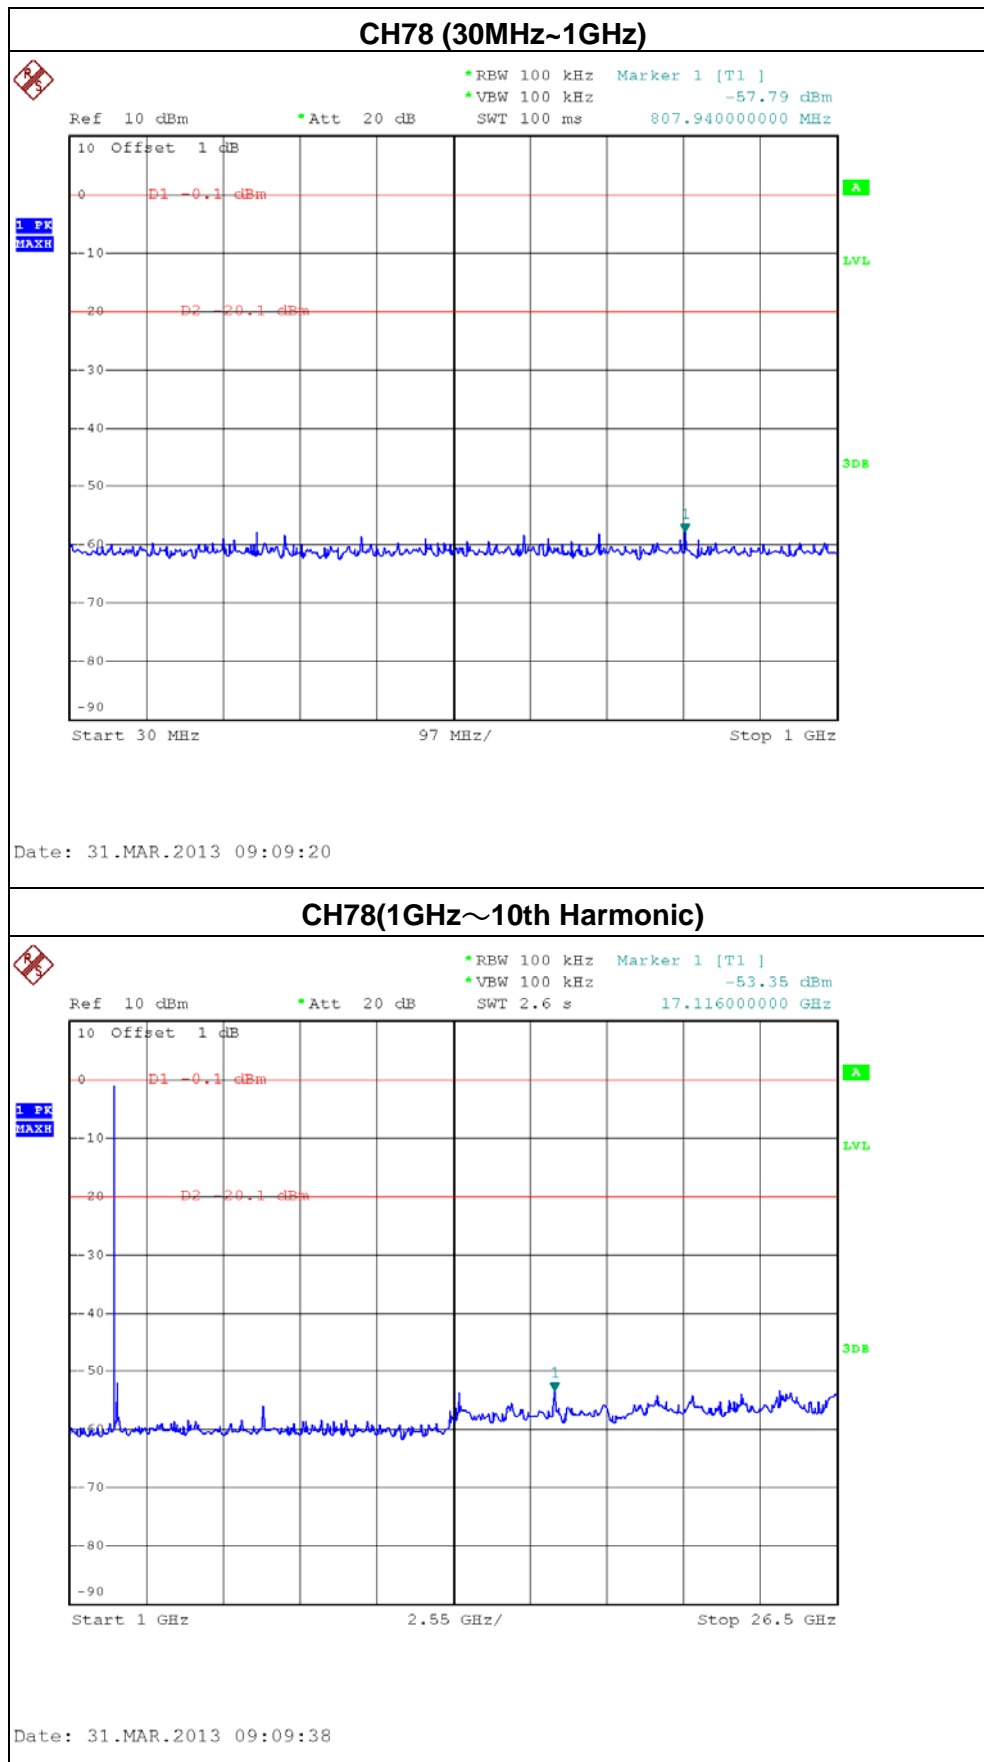 CH78 (30MHz~1GHz)
R S
*RBW 100 kHz Marker 1 [T1 ]
*VBW 100 kHz -57.79 dBm
Ref 10 dBm *Att 20 dB SWT 100 ms 807.940000000 MHz
10 Offset 1 dB
0 D1 -0.1 dBm
A
1 PK
MAXH
-10
LVL
-20 D2 -20.1 dBm
-30
-40
3DB
-50
1
-60
-70
-80
-90
Start 30 MHz 97 MHz/ Stop 1 GHz
Date: 31.MAR.2013 09:09:20
CH78(1GHz～10th Harmonic)
R S
*RBW 100 kHz Marker 1 [T1 ]
*VBW 100 kHz -53.35 dBm
Ref 10 dBm *Att 20 dB SWT 2.6 s 17.116000000 GHz
10 Offset 1 dB
0 D1 -0.1 dBm
A
1 PK
MAXH
-10
LVL
-20 D2 -20.1 dBm
-30
-40
3DB
-50
1
-60
-70
-80
-90
Start 1 GHz 2.55 GHz/ Stop 26.5 GHz
Date: 31.MAR.2013 09:09:38